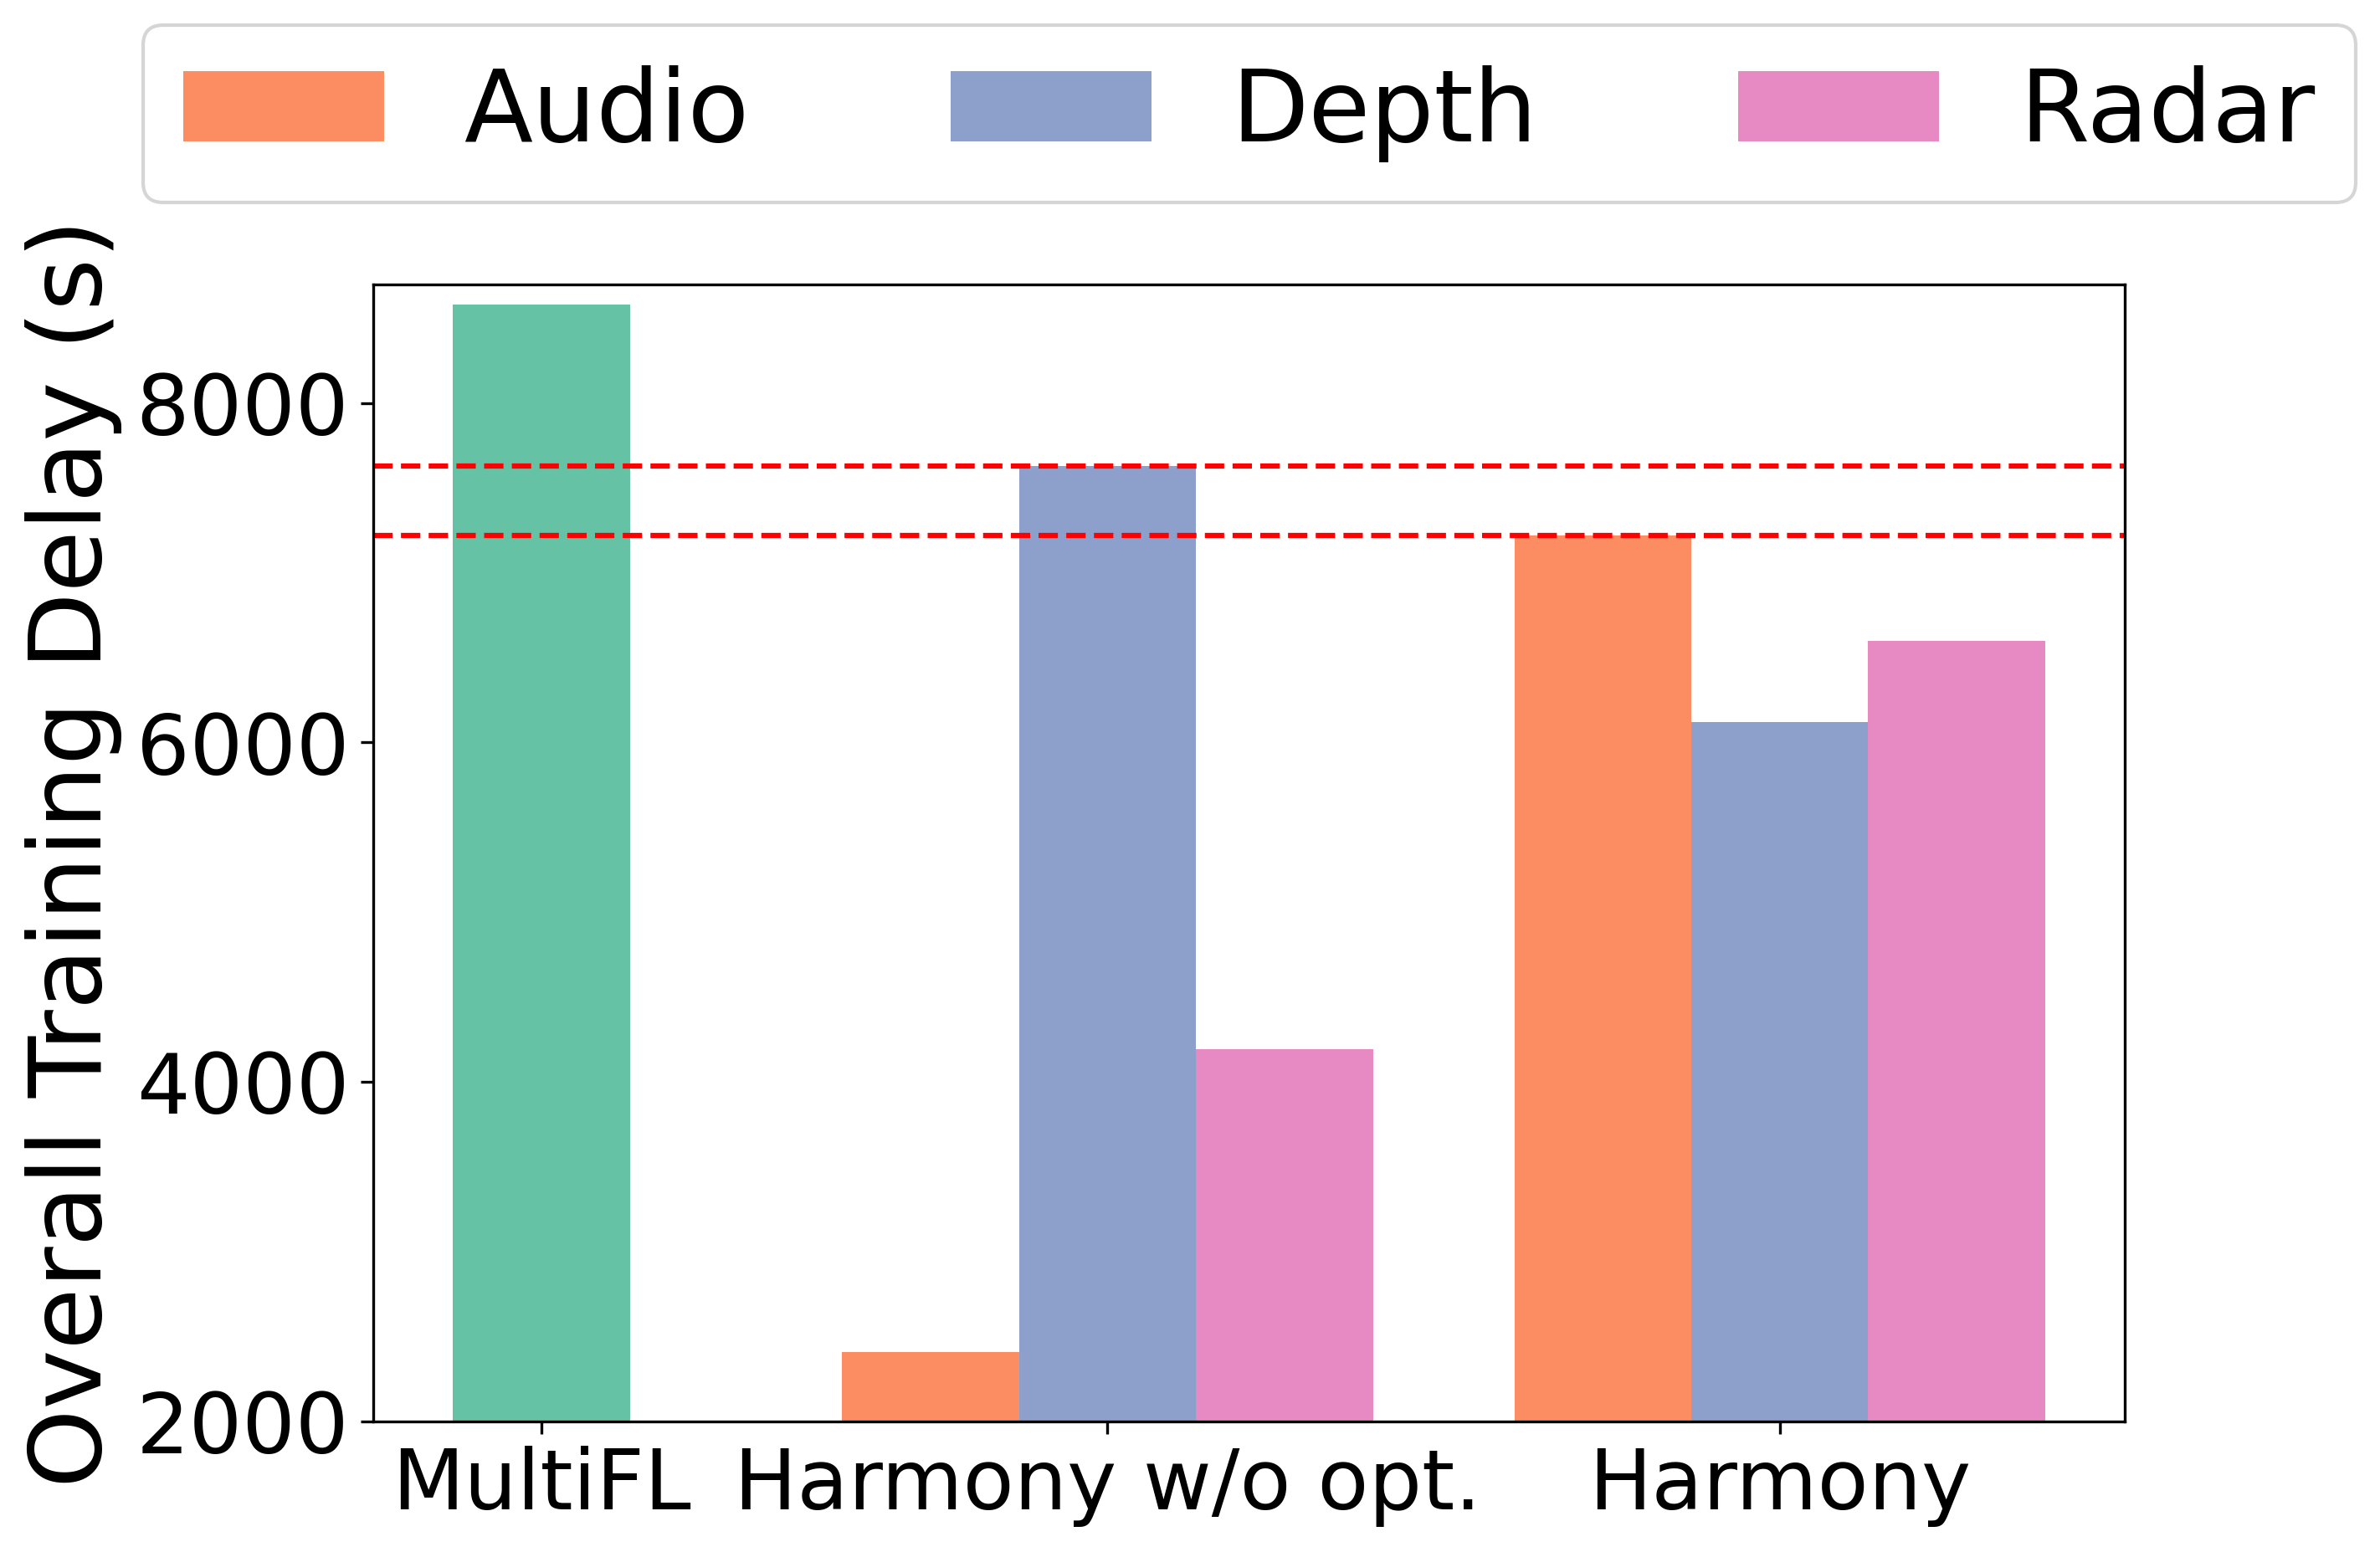 Audio Depth Radar
Overall Training Delay (s)
8000
6000
4000
2000
MultiFL Harmony w/o opt. Harmony